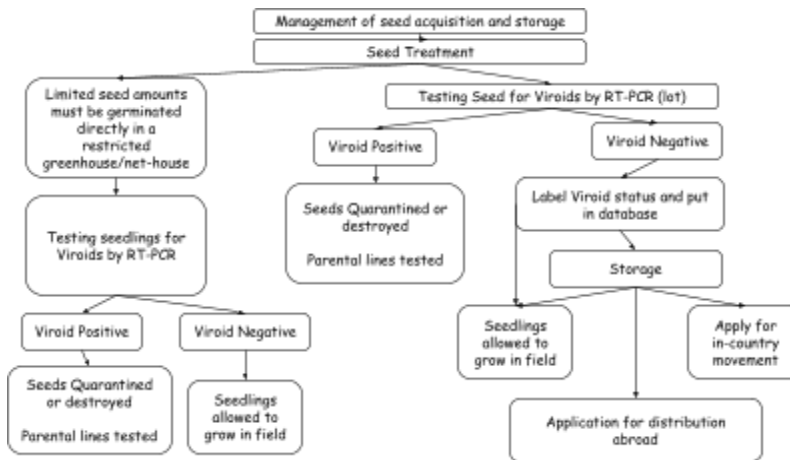 Management of seed acquisition and storage
Seed Treatment
Limited seed amounts
must be germinated
directly in a
restricted
greenhouse/net-house
Testing Seed for Viroids by RT-PCR (lot)
Viroid Positive
Viroid Negative
Seeds Quarantined or
destroyed
Parental lines tested
Label Viroid status and put
in database
Testing seedlings for
Viroids by RT-PCR
Storage
Viroid Positive
Viroid Negative
Seedlings
allowed to
grow in field
Apply for
in-country
movement
Seeds Quarantined
or destroyed
Parental lines tested
Seedlings
allowed to
grow in field
Application for distribution
abroad